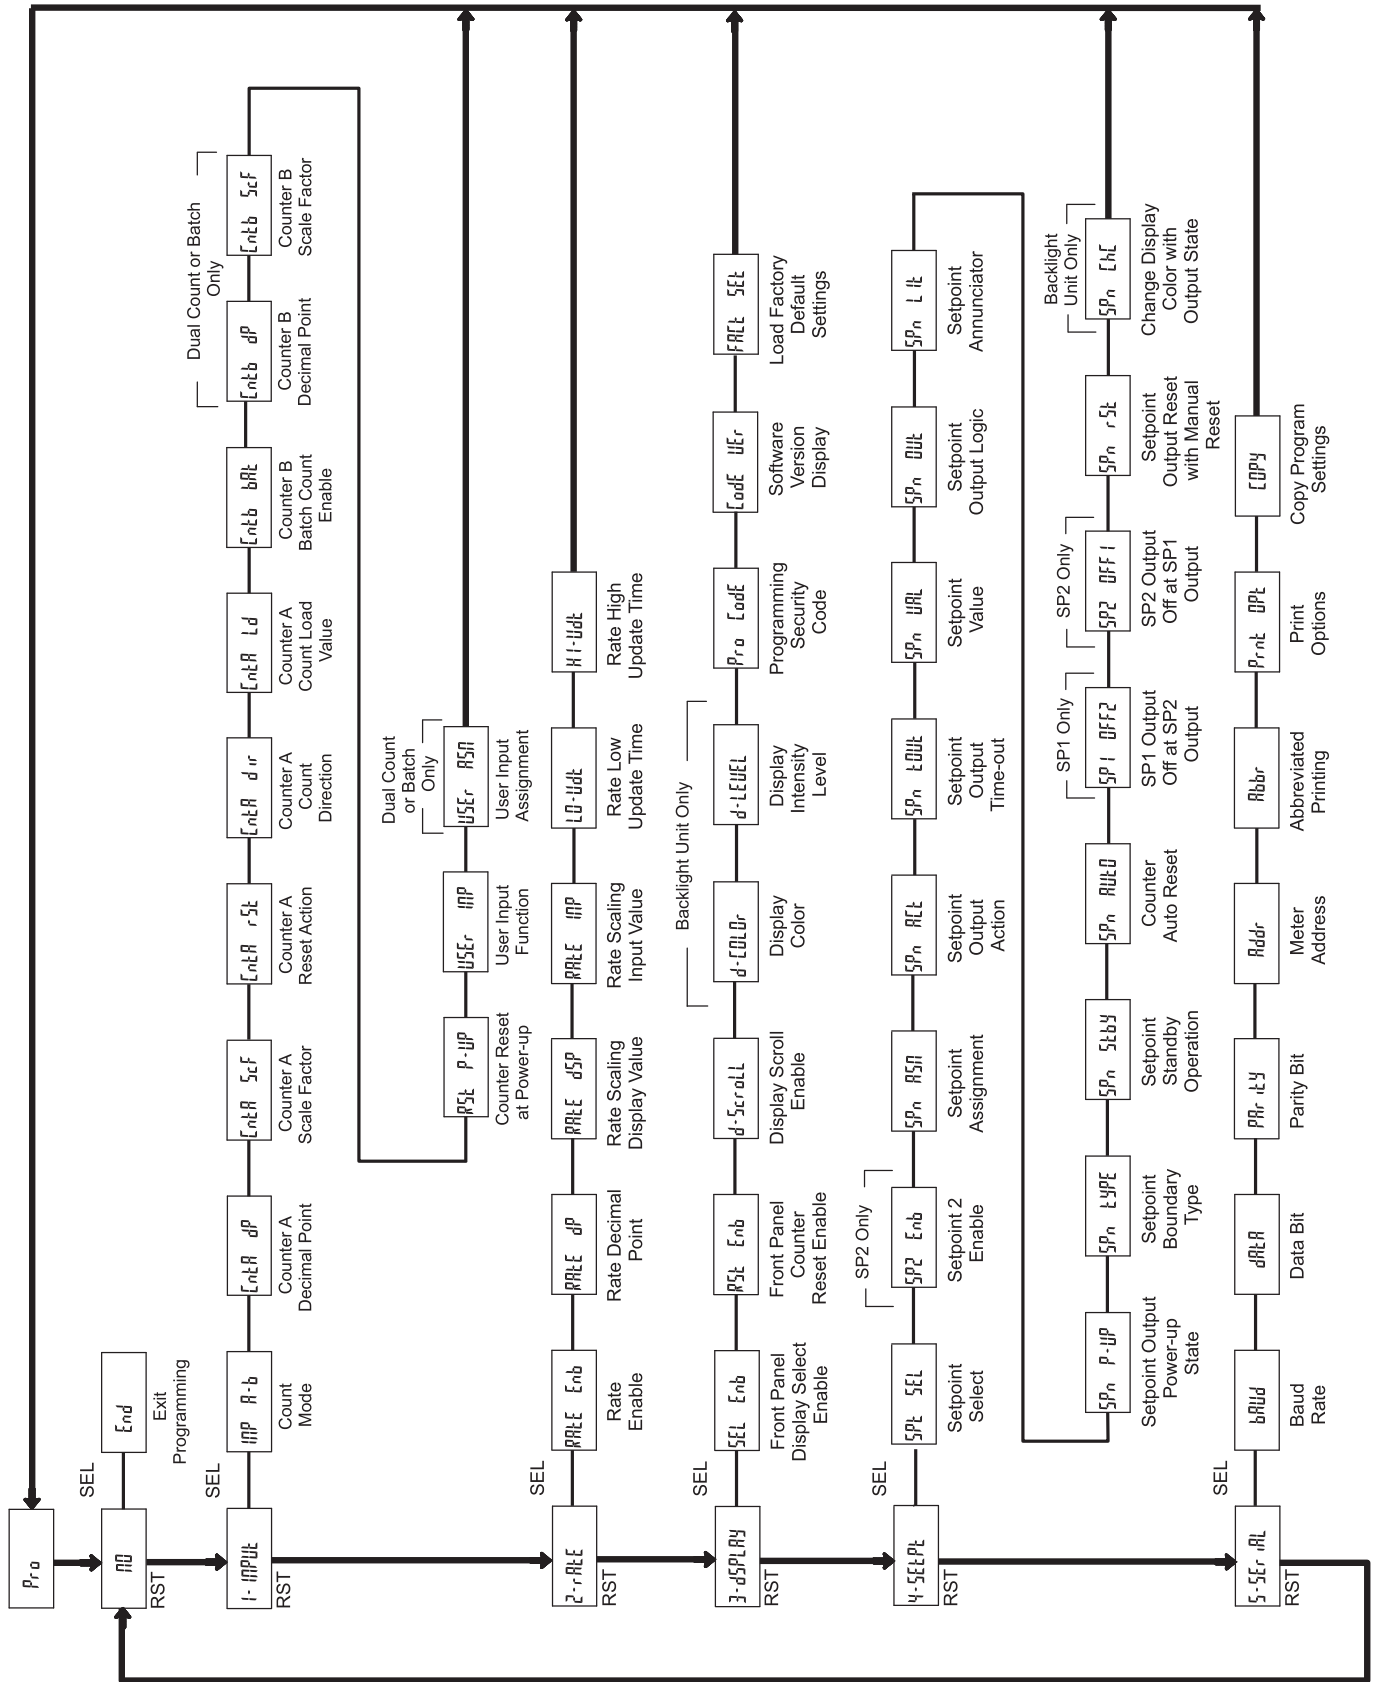 Pro
SEL
NO
RST
End
Exit
Programming
SEL
1-INPUt
RST
INP A-b
Count
Mode
CntA dP
Counter A
Decimal Point
CntA ScF
Counter A
Scale Factor
CntA rSt
Counter A
Reset Action
CntA dir
Counter A
Count
Direction
CntA Ld
Counter A
Count Load
Value
Cntb bAt
Counter B
Batch Count
Enable
Dual Count or Batch
Only
Cntb dP
Counter B
Decimal Point
Cntb ScF
Counter B
Scale Factor
RSt P-UP
Counter Reset
at Power-up
USEr INP
User Input
Function
Dual Count
or Batch
Only
USEr ASN
User Input
Assignment
SEL
2-rAtE
RST
RAtE Enb
Rate
Enable
RAtE dP
Rate Decimal
Point
RAtE dSP
Rate Scaling
Display Value
RAtE INP
Rate Scaling
Input Value
LO-Udt
Rate Low
Update Time
HI-Udt
Rate High
Update Time
SEL
3-dSPLAY
RST
SEL Enb
Front Panel
Display Select
Enable
RSt Enb
Front Panel
Counter
Reset Enable
d-ScroLL
Display Scroll
Enable
Backlight Unit Only
d-COLOr
Display
Color
d-LEVEL
Display
Intensity
Level
Pro CodE
Programming
Security
Code
CodE VEr
Software
Version
Display
FACt SEt
Load Factory
Default
Settings
SEL
4-SEtPt
RST
SPt SEL
Setpoint
Select
SP2 Only
SP2 Enb
Setpoint 2
Enable
SPn ASN
Setpoint
Assignment
SPn ACt
Setpoint
Output
Action
SPn tOUt
Setpoint
Output
Time-out
SPn VAL
Setpoint
Value
SPn OUt
Setpoint
Output Logic
SPn LIt
Setpoint
Annunciator
SPn P-UP
Setpoint Output
Power-up
State
SPn tYPE
Setpoint
Boundary
Type
SPn Stby
Setpoint
Standby
Operation
SPn AUtO
Counter
Auto Reset
SP1 Only
SP1 OFF2
SP1 Output
Off at SP2
Output
SP2 Only
SP2 OFF1
SP2 Output
Off at SP1
Output
SPn rSt
Setpoint
Output Reset
with Manual
Reset
Backlight
Unit Only
SPn ChC
Change Display
Color with
Output State
SEL
5-SEriAL
RST
bAUd
Baud
Rate
dAtA
Data Bit
PAritY
Parity Bit
Addr
Meter
Address
Abbr
Abbreviated
Printing
Prnt OPt
Print
Options
COPY
Copy Program
Settings